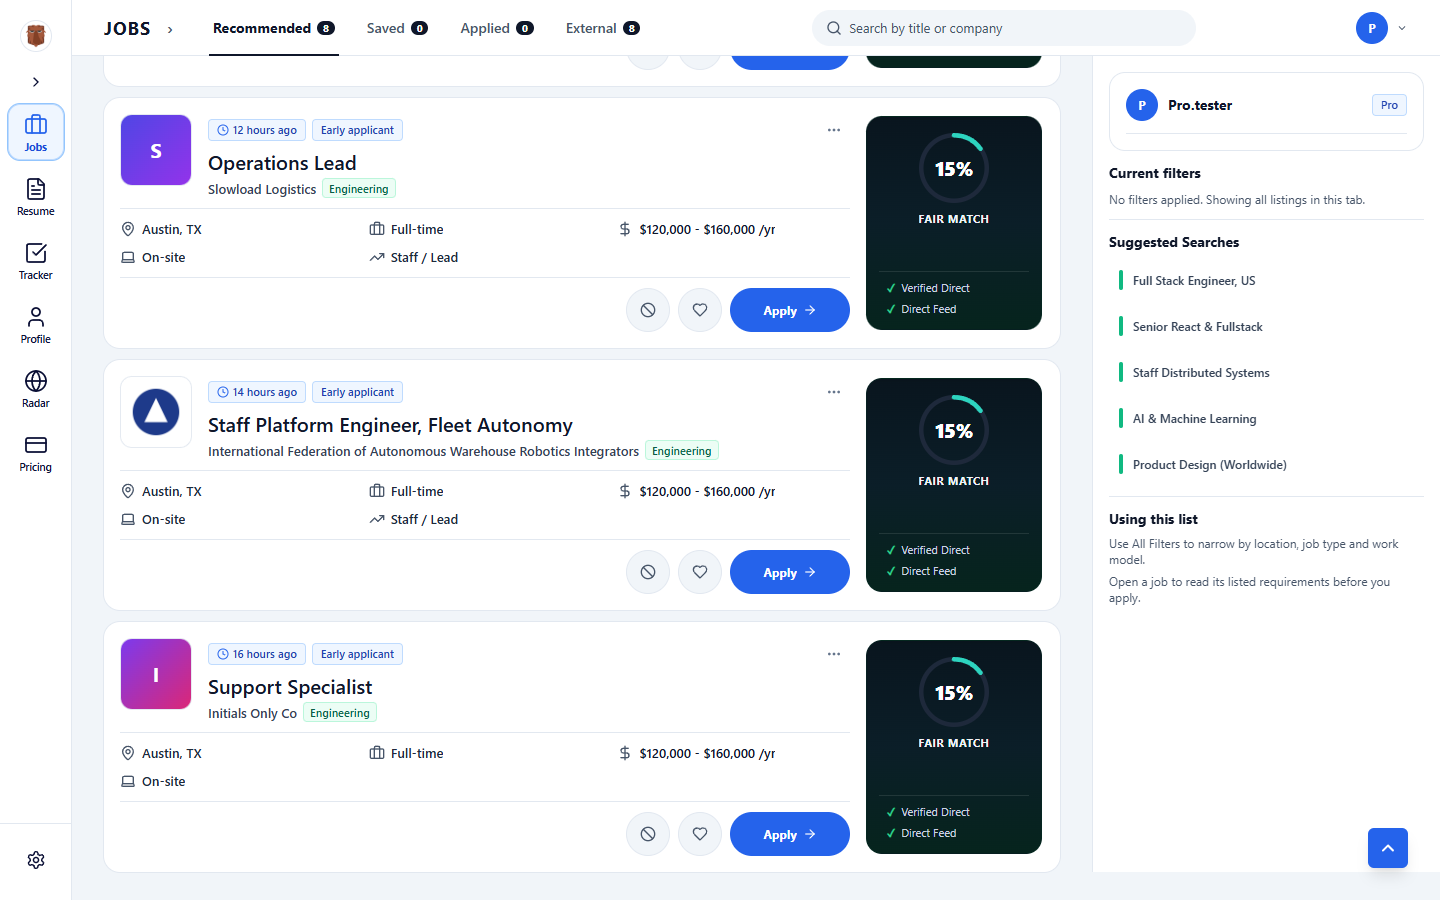 JOBS
Recommended 8
Saved 0
Applied 0
External 8
Search by title or company
P
Jobs
Resume
Tracker
Profile
Radar
Pricing
S
12 hours ago
Early applicant
Operations Lead
Slowload Logistics Engineering
Austin, TX
Full-time
$120,000 - $160,000 /yr
On-site
Staff / Lead
Apply
15%
FAIR MATCH
Verified Direct
Direct Feed
14 hours ago
Early applicant
Staff Platform Engineer, Fleet Autonomy
International Federation of Autonomous Warehouse Robotics Integrators Engineering
Austin, TX
Full-time
$120,000 - $160,000 /yr
On-site
Staff / Lead
Apply
15%
FAIR MATCH
Verified Direct
Direct Feed
I
16 hours ago
Early applicant
Support Specialist
Initials Only Co Engineering
Austin, TX
Full-time
$120,000 - $160,000 /yr
On-site
Apply
15%
FAIR MATCH
Verified Direct
Direct Feed
P
Pro.tester
Pro
Current filters
No filters applied. Showing all listings in this tab.
Suggested Searches
Full Stack Engineer, US
Senior React & Fullstack
Staff Distributed Systems
AI & Machine Learning
Product Design (Worldwide)
Using this list
Use All Filters to narrow by location, job type and work
model.
Open a job to read its listed requirements before you
apply.